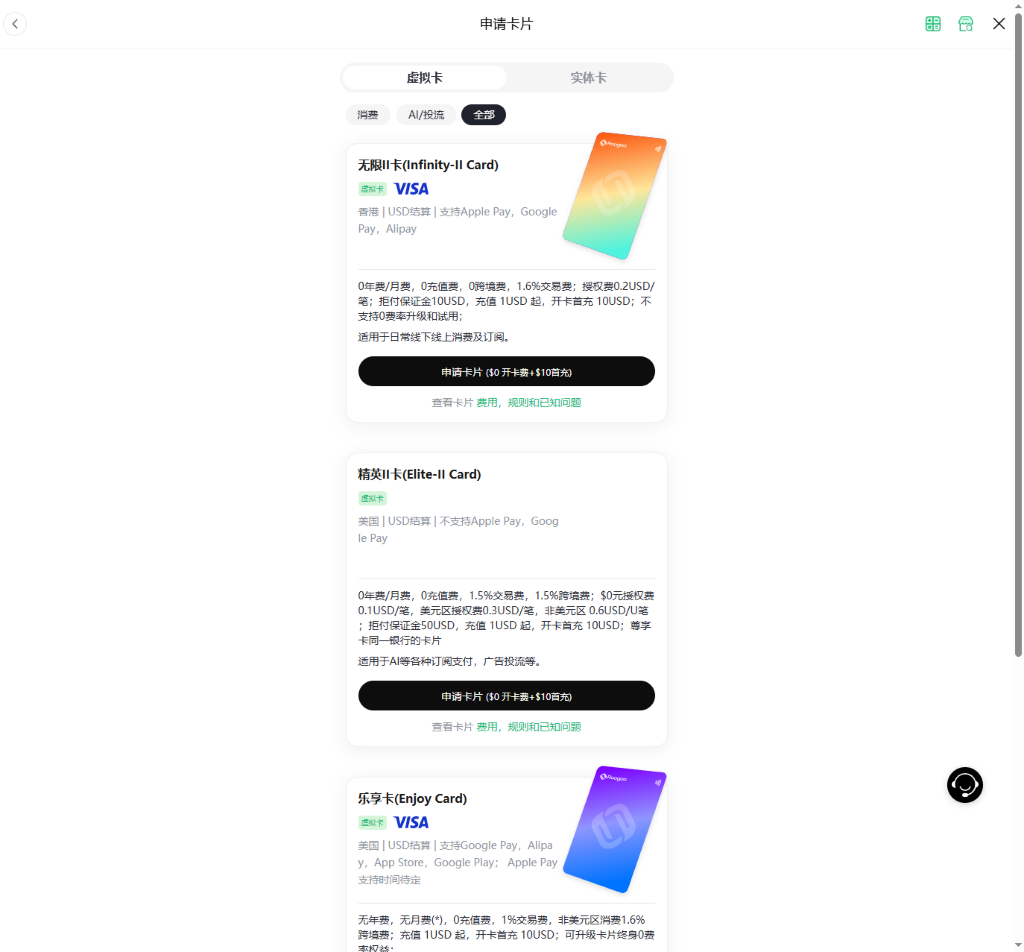 申请卡片
虚拟卡
实体卡
消费
AI/投流
全部
无限II卡(Infinity-II Card)
虚拟卡 VISA
香港 | USD结算 | 支持Apple Pay，Google
Pay，Alipay
0年费/月费，0充值费，0跨境费，1.6%交易费；授权费0.2USD/
笔；拒付保证金10USD，充值 1USD 起，开卡首充 10USD；不
支持0费率升级和试用；
适用于日常线下线上消费及订阅。
申请卡片 ($0 开卡费+$10首充)
查看卡片 费用，规则和已知问题
精英II卡(Elite-II Card)
虚拟卡
美国 | USD结算 | 不支持Apple Pay，Goog
le Pay
0年费/月费，0充值费，1.5%交易费，1.5%跨境费；$0元授权费
0.1USD/笔，美元区授权费0.3USD/笔，非美元区 0.6USD/U笔
；拒付保证金50USD，充值 1USD 起，开卡首充 10USD；尊享
卡同一银行的卡片
适用于AI等各种订阅支付，广告投流等。
申请卡片 ($0 开卡费+$10首充)
查看卡片 费用，规则和已知问题
乐享卡(Enjoy Card)
虚拟卡 VISA
美国 | USD结算 | 支持Google Pay，Alipa
y，App Store，Google Play； Apple Pay
支持时间待定
无年费，无月费(*)，0充值费，1%交易费，非美元区消费1.6%
跨境费；充值 1USD 起，开卡首充 10USD；可升级卡片终身0费
率权益；